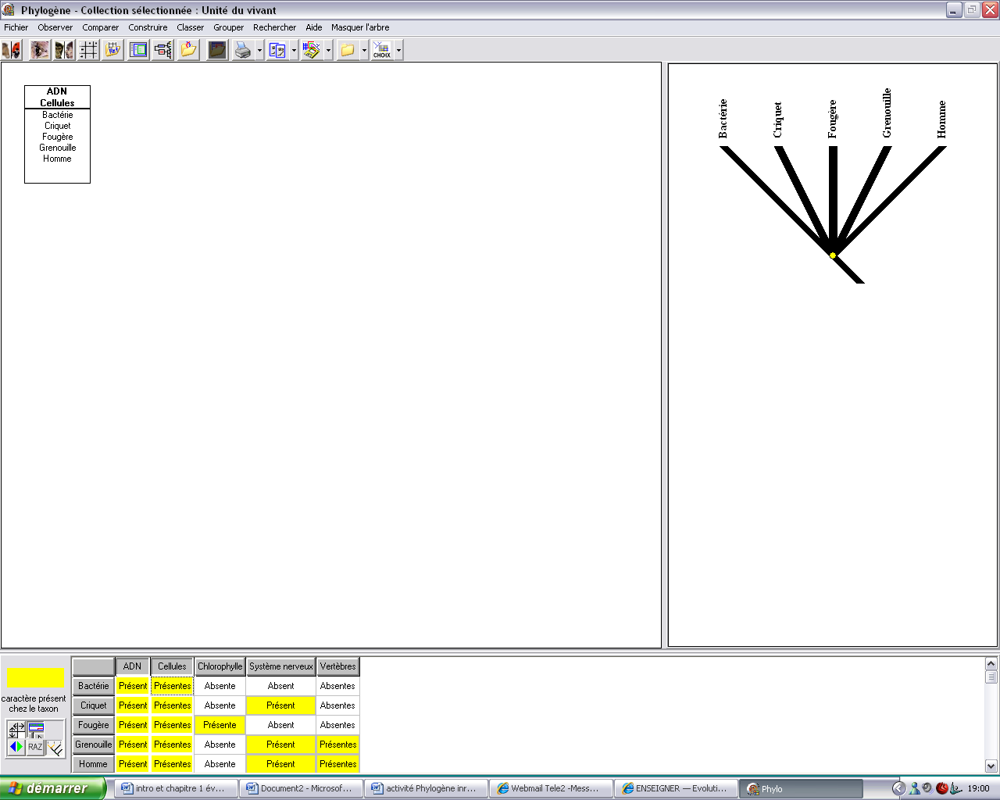 Phylogène - Collection sélectionnée : Unité du vivant
Fichier Observer Comparer Construire Classer Grouper Rechercher Aide Masquer l'arbre
CHOIX
ADN
Cellules
Bactérie
Criquet
Fougère
Grenouille
Homme
Bactérie
Criquet
Fougère
Grenouille
Homme
caractère présent
chez le taxon
RAZ
ADN Cellules Chlorophylle Système nerveux Vertèbres
Bactérie Présent Présentes Absente Absent Absentes
Criquet Présent Présentes Absente Présent Absentes
Fougère Présent Présentes Présente Absent Absentes
Grenouille Présent Présentes Absente Présent Présentes
Homme Présent Présentes Absente Présent Présentes
démarrer intro et chapitre 1 év... Document2 - Microsof... activité Phylogène inr... Webmail Tele2 -Mess... ENSEIGNER — Evoluti... Phylo 19:00